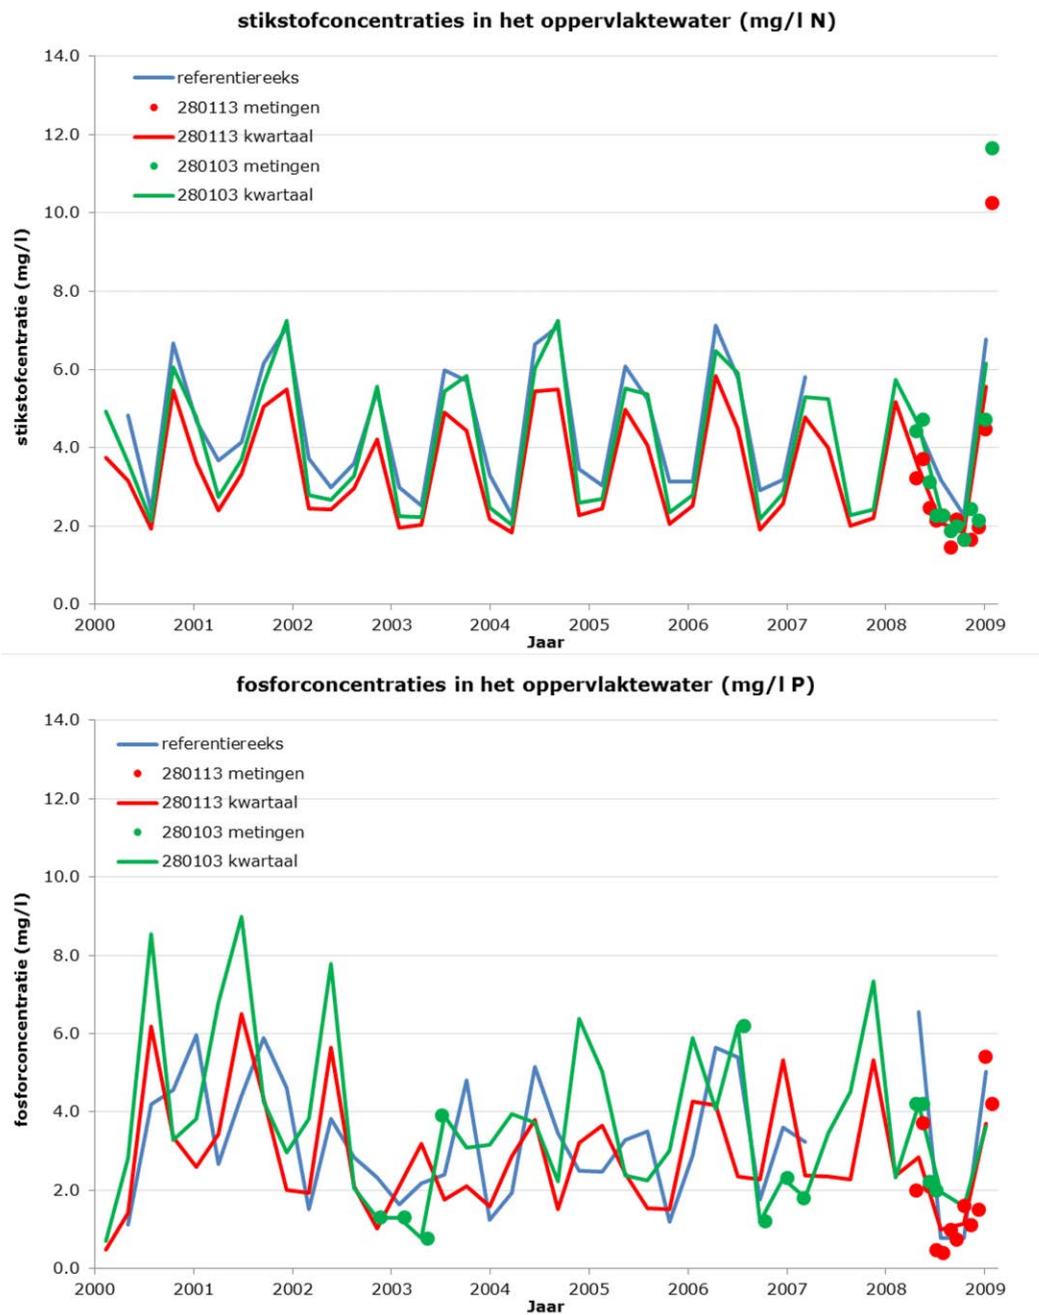 stikstofconcentraties in het oppervlaktewater (mg/l N)
14.0
12.0
10.0
8.0
6.0
4.0
2.0
0.0
stikstofcentratie (mg/l)
referentiereeks
280113 metingen
280113 kwartaal
280103 metingen
280103 kwartaal
2000 2001 2002 2003 2004 2005 2006 2007 2008 2009
Jaar
fosforconcentraties in het oppervlaktewater (mg/l P)
14.0
12.0
10.0
8.0
6.0
4.0
2.0
0.0
fosforconcentratie (mg/l)
referentiereeks
280113 metingen
280113 kwartaal
280103 metingen
280103 kwartaal
2000 2001 2002 2003 2004 2005 2006 2007 2008 2009
Jaar